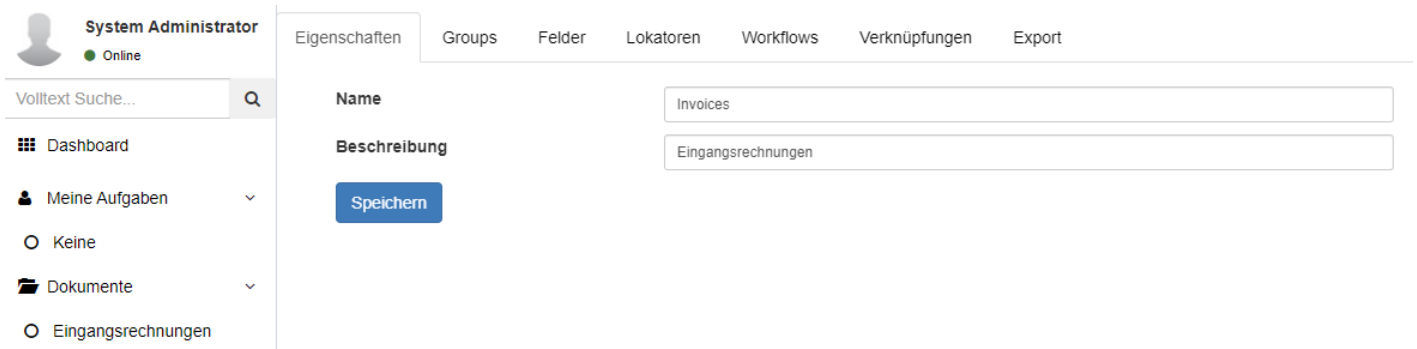 System Administrator
Online
Volltext Suche...
Dashboard
Meine Aufgaben
Keine
Dokumente
Eingangsrechnungen
Eigenschaften Groups Felder Lokatoren Workflows Verknüpfungen Export
Name Invoices
Beschreibung Eingangsrechnungen
Speichern